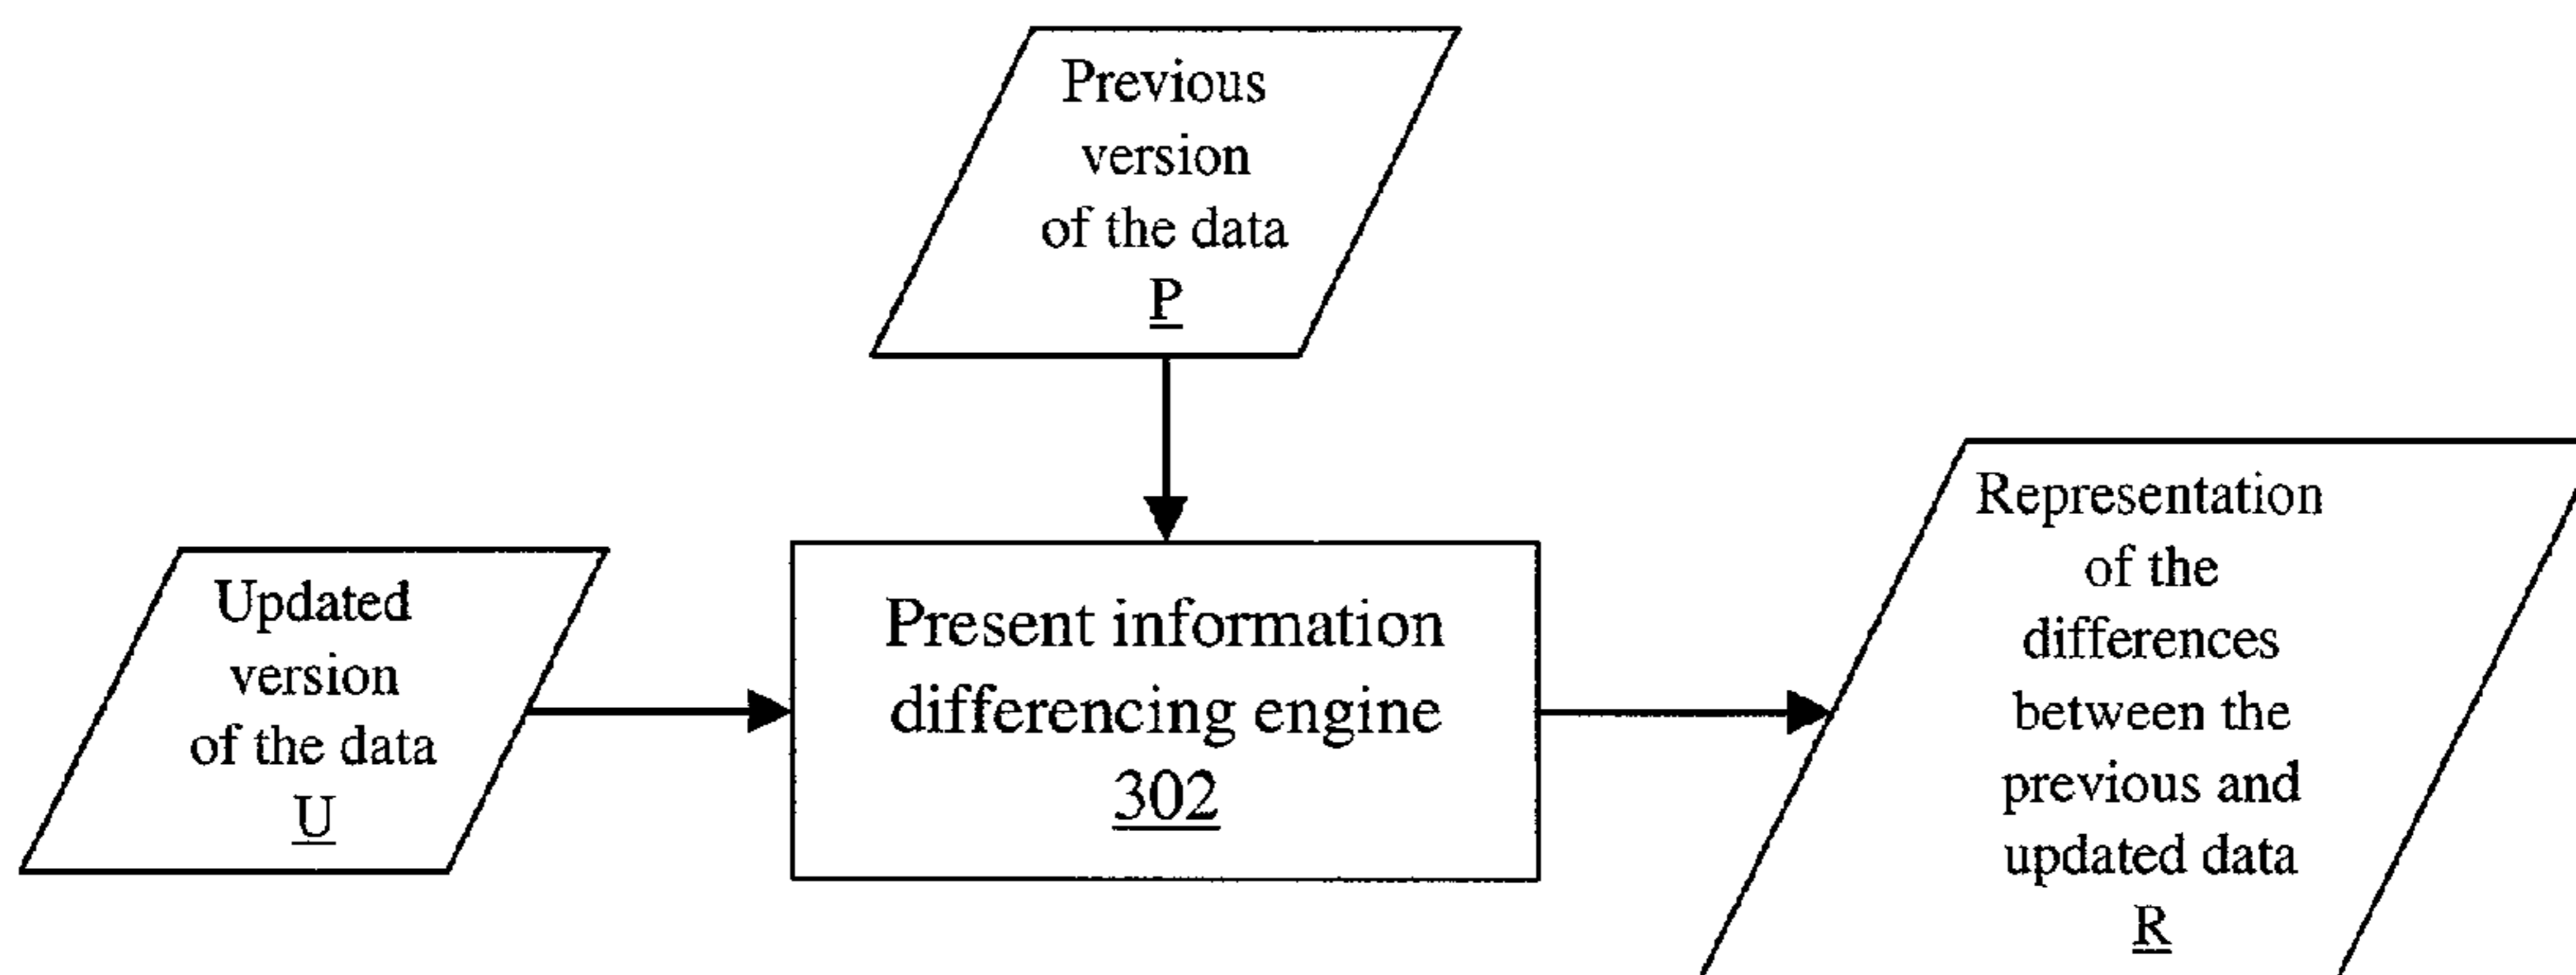 Previous
version
of the data
P
Updated
version
of the data
U
Present information
differencing engine
302
Representation
of the
differences
between the
previous and
updated data
R